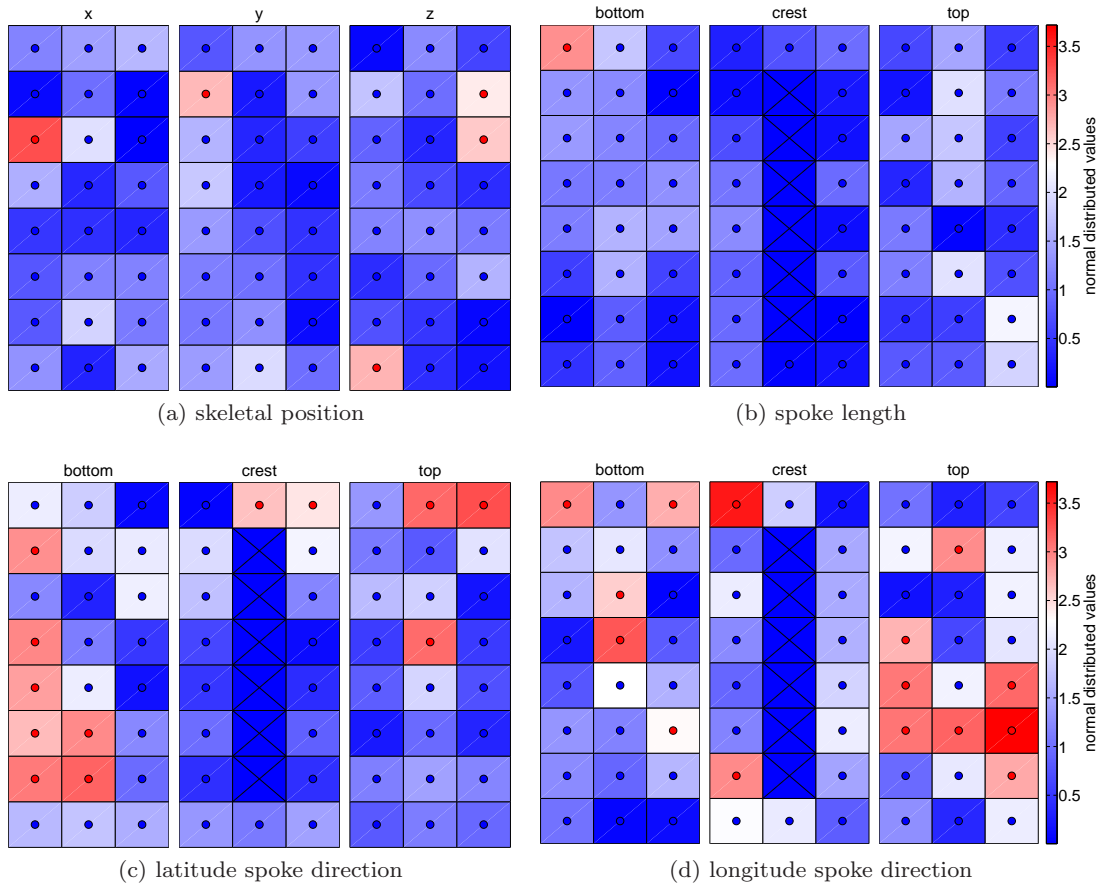 x y z
bottom crest top
3.5
3
2.5
2
1.5
1
0.5
normal distributed values
(a) skeletal position
(b) spoke length
bottom crest top
bottom crest top
3.5
3
2.5
2
1.5
1
0.5
normal distributed values
(c) latitude spoke direction
(d) longitude spoke direction